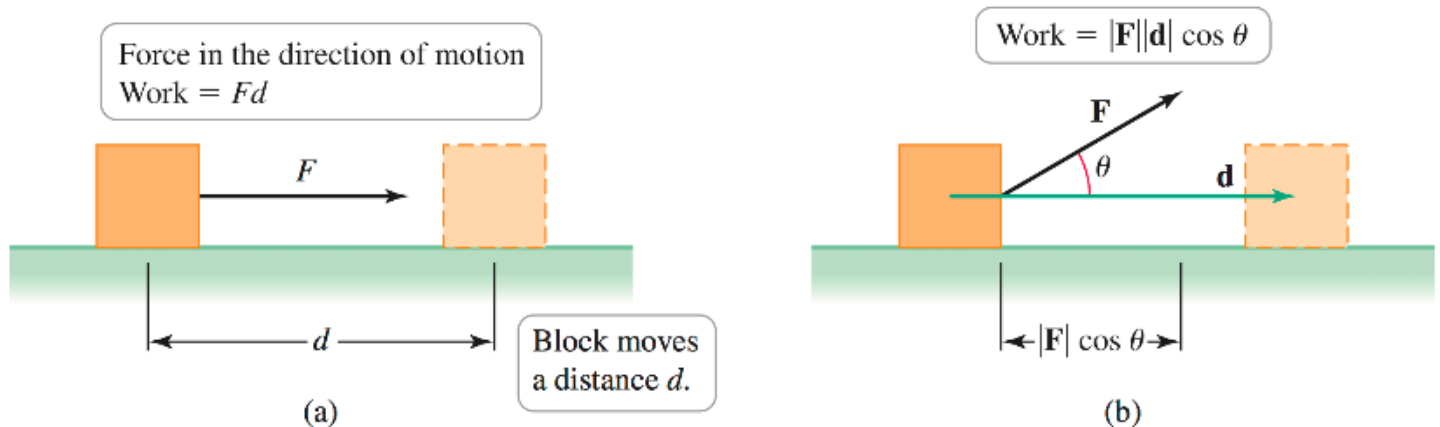 Force in the direction of motion
Work = Fd
F
d
Block moves
a distance d.
(a)
Work = |F||d| cos θ
F
θ
d
|F| cos θ
(b)